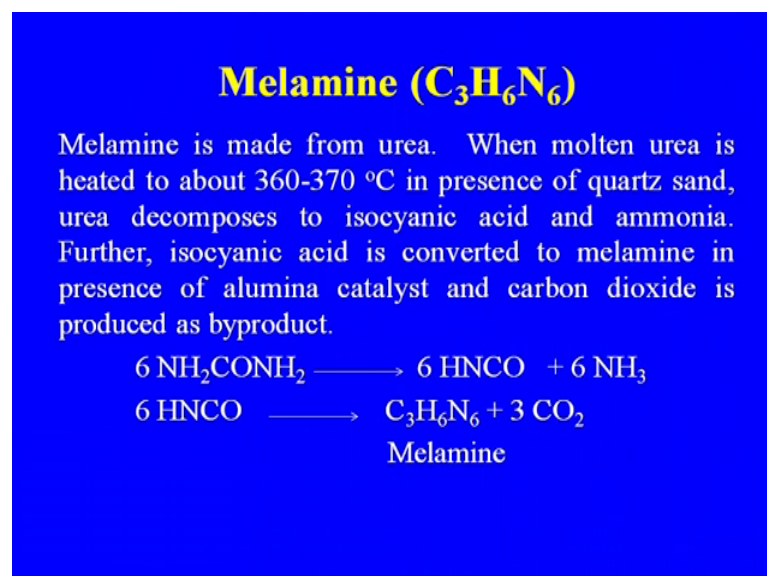 Melamine (C₃H₆N₆)
Melamine is made from urea. When molten urea is
heated to about 360-370 ºC in presence of quartz sand,
urea decomposes to isocyanic acid and ammonia.
Further, isocyanic acid is converted to melamine in
presence of alumina catalyst and carbon dioxide is
produced as byproduct.
6 NH₂CONH₂ → 6 HNCO + 6 NH₃
6 HNCO → C₃H₆N₆ + 3 CO₂
Melamine